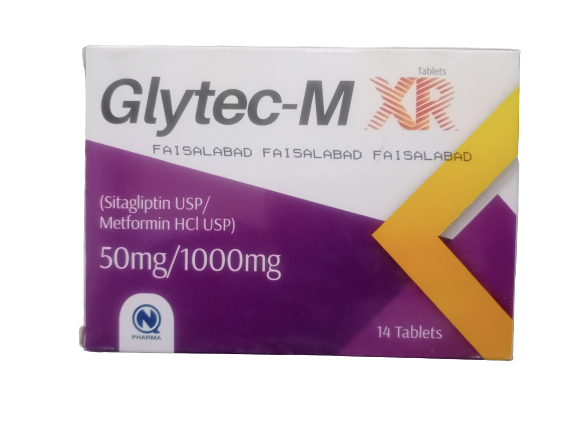 Tablets
Glytec-M XR
FAISALABAD FAISALABAD FAISALABAD
(Sitagliptin USP/
Metformin HCl USP)
50mg/1000mg
N
PHARMA
14 Tablets